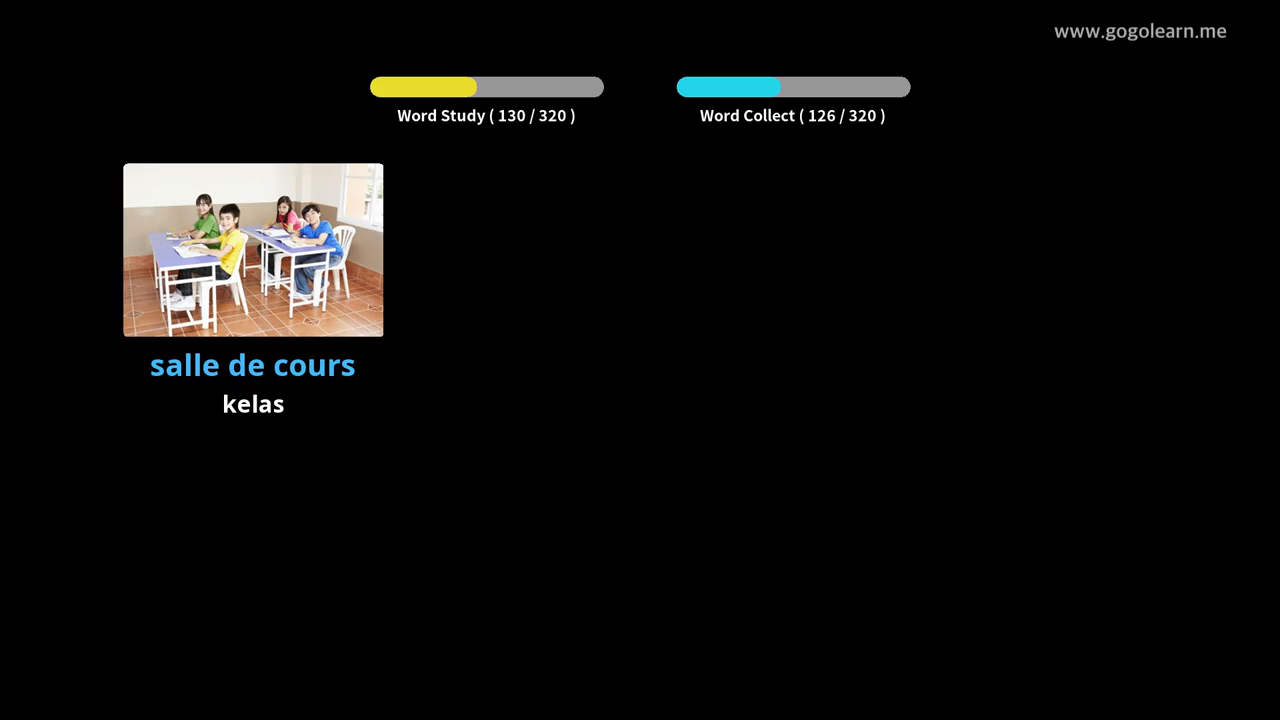 www.gogolearn.me
Word Study ( 130 / 320 )
Word Collect ( 126 / 320 )
salle de cours
kelas